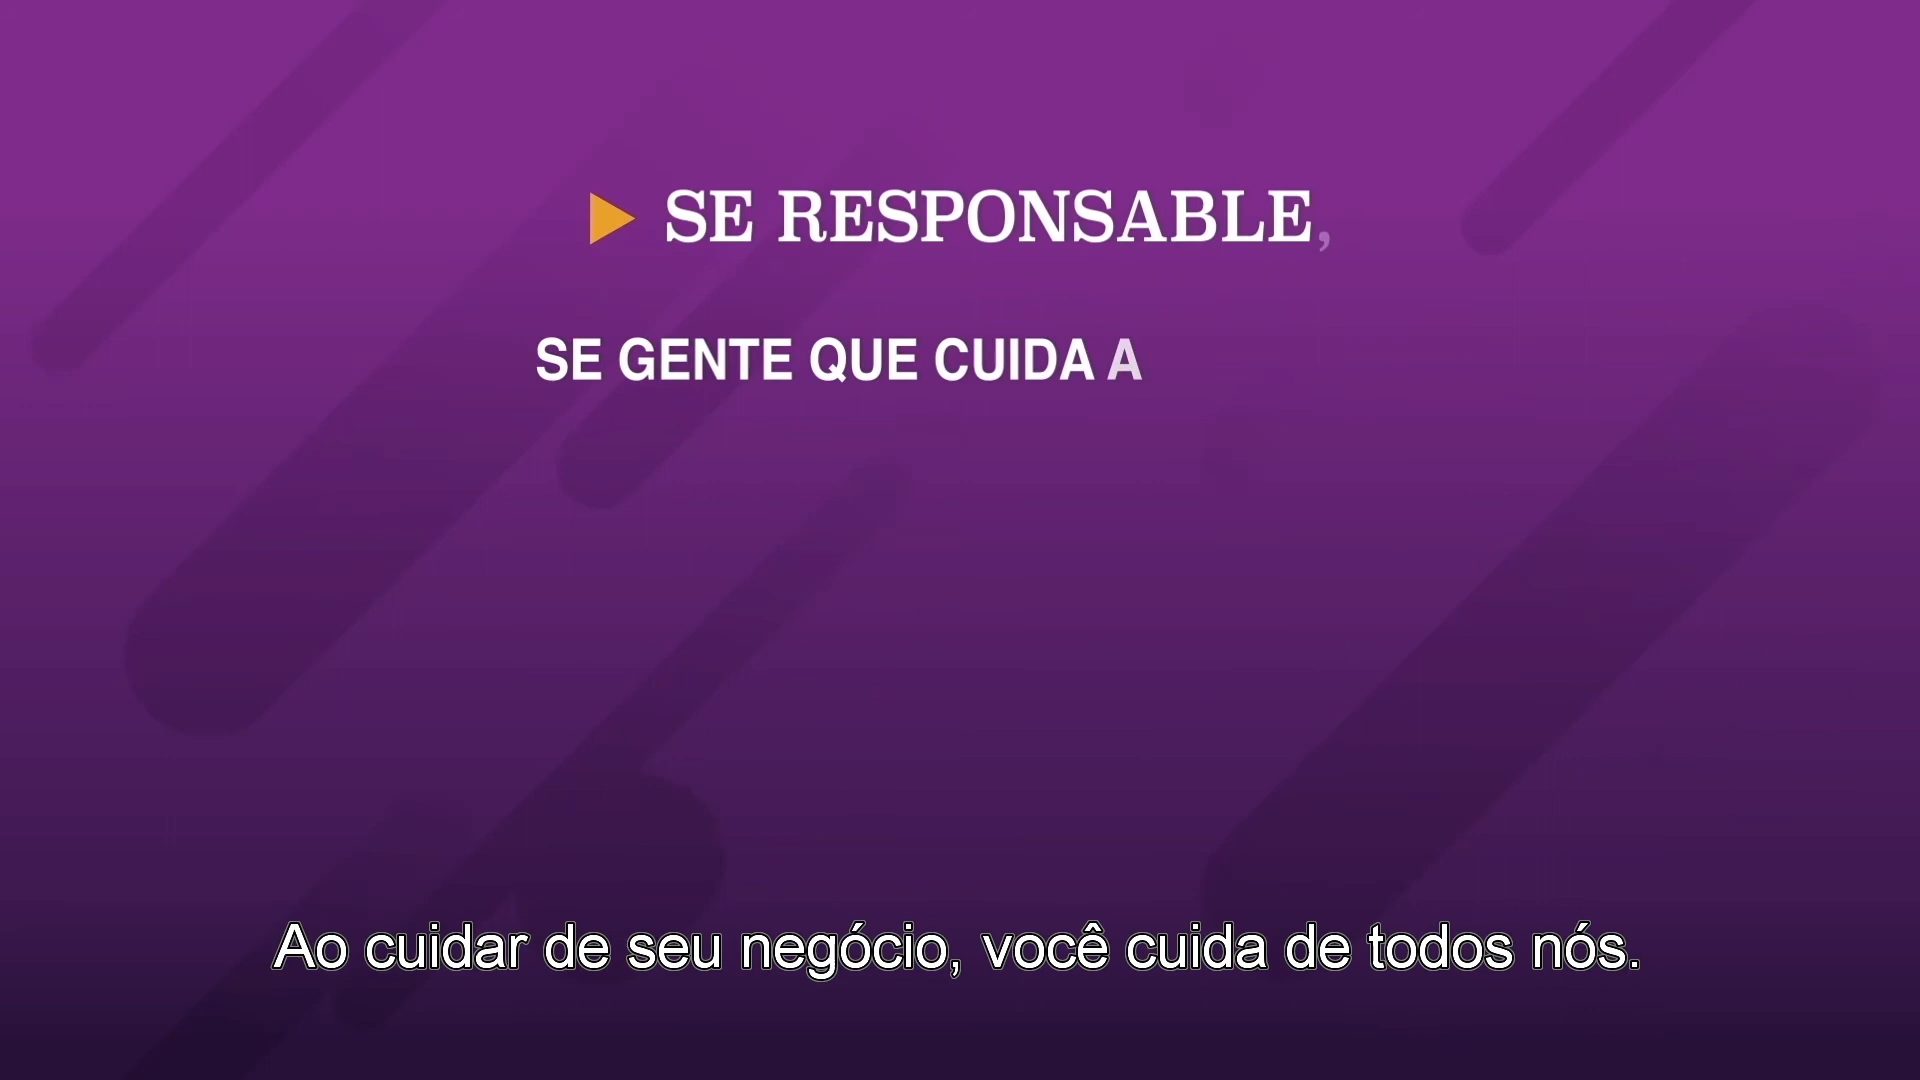 SE RESPONSABLE,
SE GENTE QUE CUIDA A
Ao cuidar de seu negócio, você cuida de todos nós.